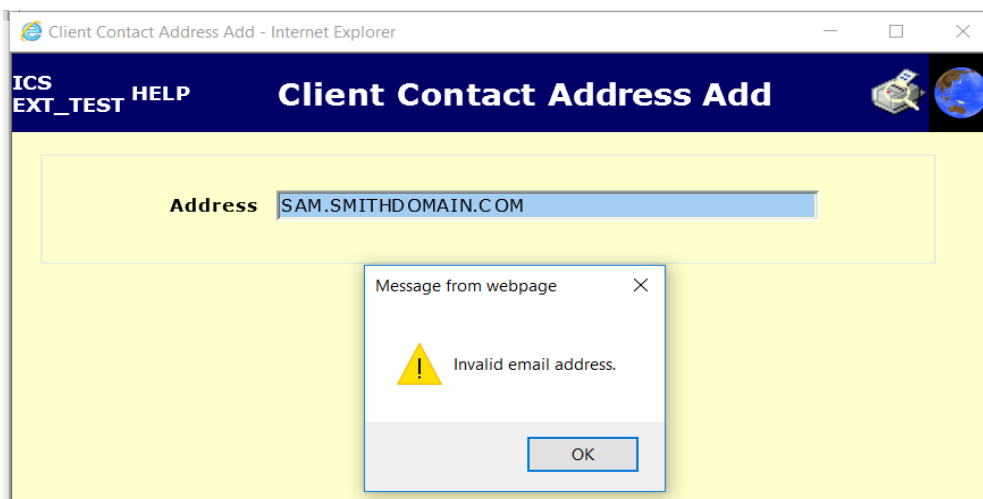 Client Contact Address Add - Internet Explorer
ICS
EXT_TEST HELP Client Contact Address Add
Address SAM.SMITHDOMAIN.COM
Message from webpage
Invalid email address.
OK